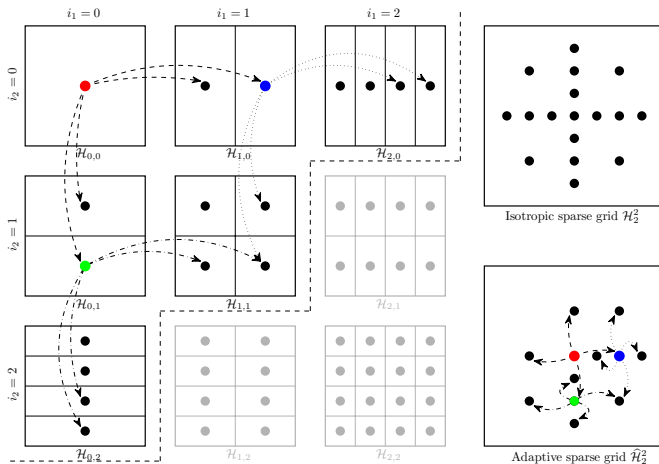 i₁ = 0 i₁ = 1 i₁ = 2
i₂ = 0
ℋ₀,₀ ℋ₁,₀ ℋ₂,₀
Isotropic sparse grid ℋ₂²
i₂ = 1
ℋ₀,₁ ℋ₁,₁ ℋ₂,₁
i₂ = 2
ℋ₀,₂ ℋ₁,₂ ℋ₂,₂
Adaptive sparse grid ℋ̂₂²